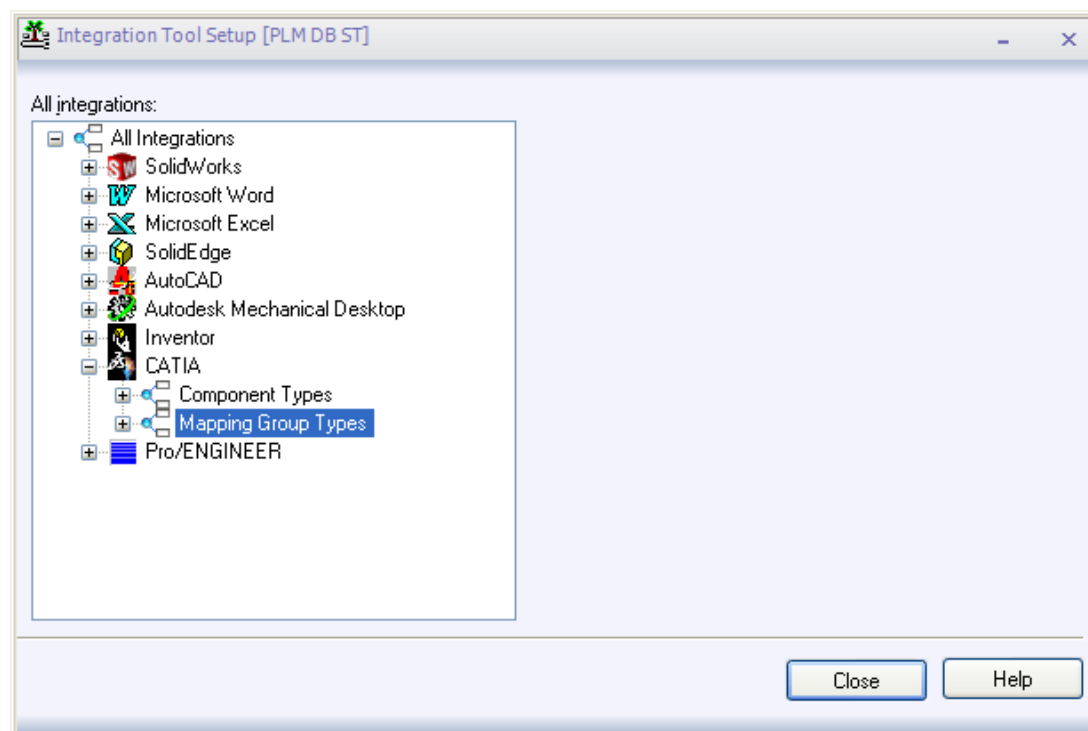 Integration Tool Setup [PLM DB ST]
All integrations:
All Integrations
SolidWorks
Microsoft Word
Microsoft Excel
SolidEdge
AutoCAD
Autodesk Mechanical Desktop
Inventor
CATIA
Component Types
Mapping Group Types
Pro/ENGINEER
Close
Help